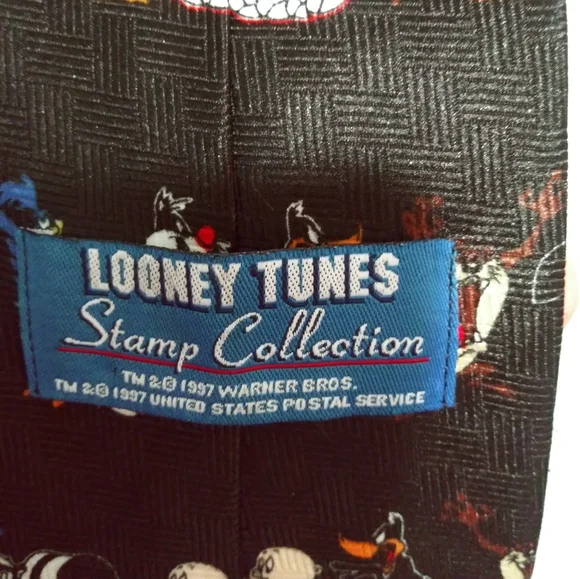 LOONEY TUNES
Stamp Collection
TM & © 1997 WARNER BROS.
TM & © 1997 UNITED STATES POSTAL SERVICE